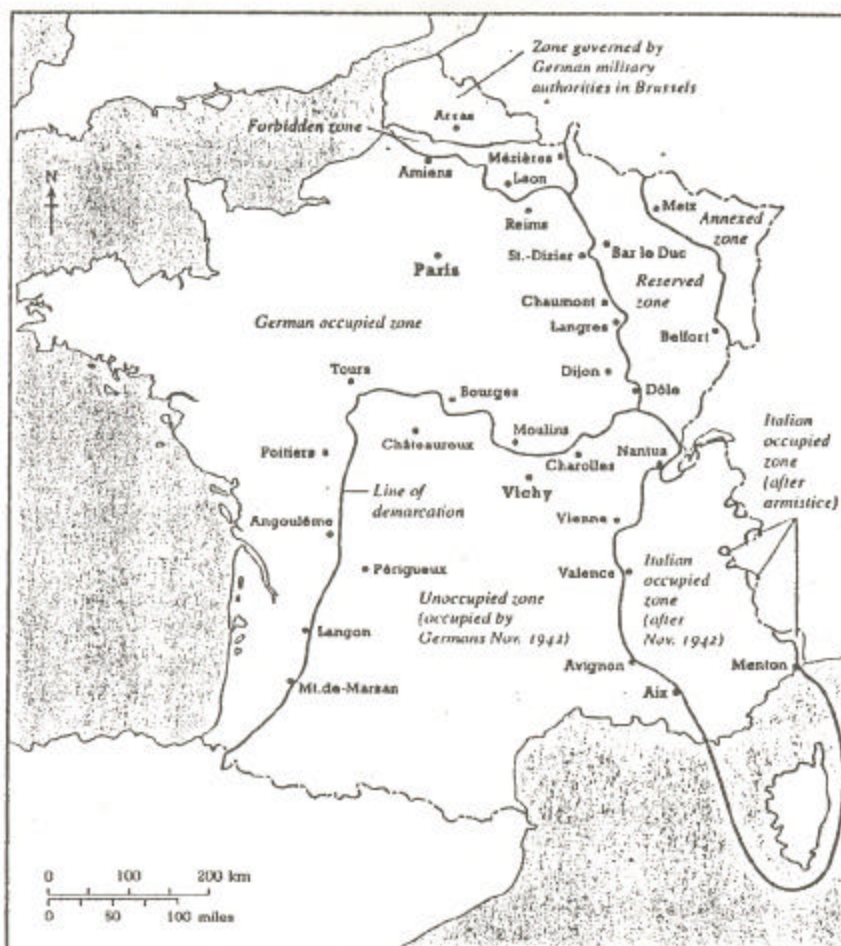 Zone governed by
German military
authorities in Brussels
Arras
Forbidden zone
Mézières
Amiens
Leon
N
Metz
Annexed
zone
Reims
Bar le Duc
St.-Dizier
Paris
Reserved
zone
Chaumont
German occupied zone
Langres
Belfort
Tours
Dijon
Bourges
Dôle
Moulins
Châteauroux
Italian
occupied
zone
(after
armistice)
Poitiers
Charolles
Nantua
Line of
demarcation
Vichy
Angoulême
Vienne
Périgueux
Valence
Italian
occupied
zone
(after
Nov. 1942)
Unoccupied zone
(occupied by
Germans Nov. 1942)
Langon
Avignon
Menton
Mt.de-Marsan
Aix
0 100 200 km
0 50 100 miles